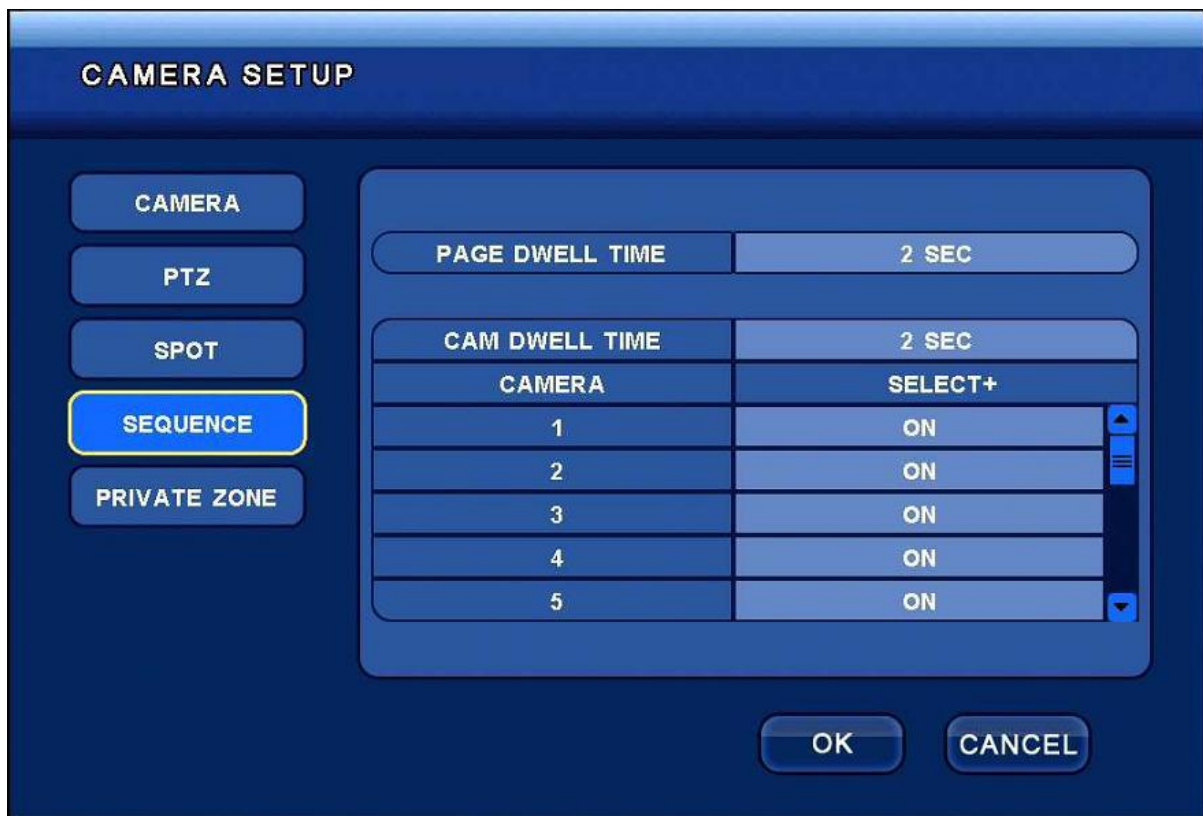 CAMERA SETUP
CAMERA
PTZ
SPOT
SEQUENCE
PRIVATE ZONE
PAGE DWELL TIME 2 SEC
CAM DWELL TIME 2 SEC
CAMERA SELECT+
1 ON
2 ON
3 ON
4 ON
5 ON
OK CANCEL